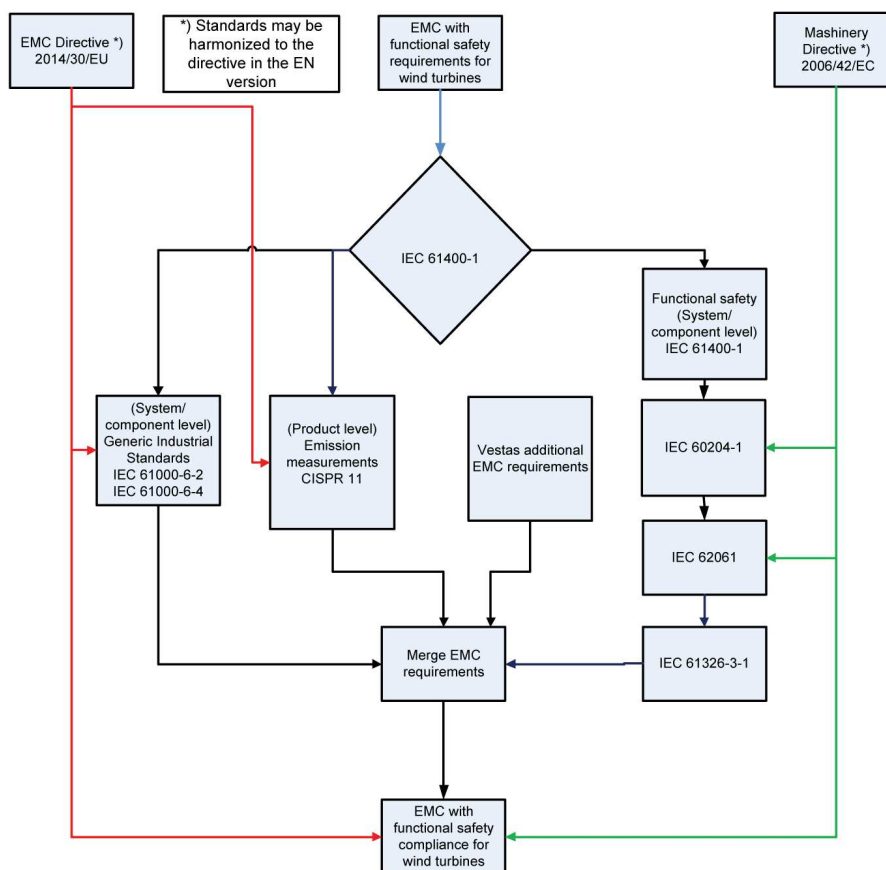 EMC Directive *)
2014/30/EU
*) Standards may be
harmonized to the
directive in the EN
version
EMC with
functional safety
requirements for
wind turbines
Mashinery
Directive *)
2006/42/EC
IEC 61400-1
Functional safety
(System/
component level)
IEC 61400-1
(System/
component level)
Generic Industrial
Standards
IEC 61000-6-2
IEC 61000-6-4
(Product level)
Emission
measurements
CISPR 11
Vestas additional
EMC requirements
IEC 60204-1
IEC 62061
Merge EMC
requirements
IEC 61326-3-1
EMC with
functional safety
compliance for
wind turbines